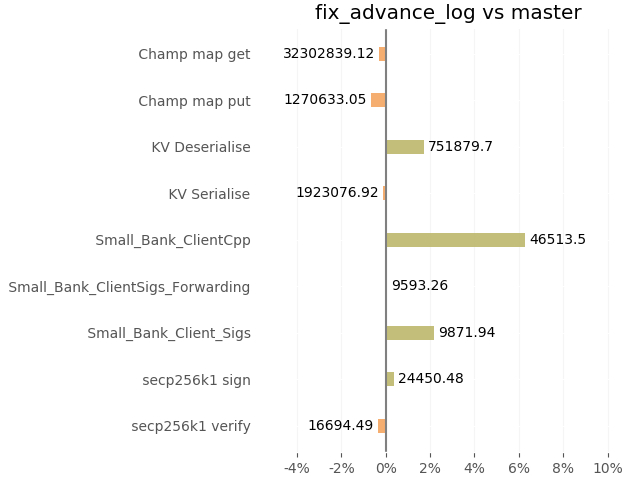 fix_advance_log vs master
Champ map get 32302839.12
Champ map put 1270633.05
KV Deserialise 751879.7
KV Serialise 1923076.92
Small_Bank_ClientCpp 46513.5
Small_Bank_ClientSigs_Forwarding 9593.26
Small_Bank_Client_Sigs 9871.94
secp256k1 sign 24450.48
secp256k1 verify 16694.49
-4% -2% 0% 2% 4% 6% 8% 10%